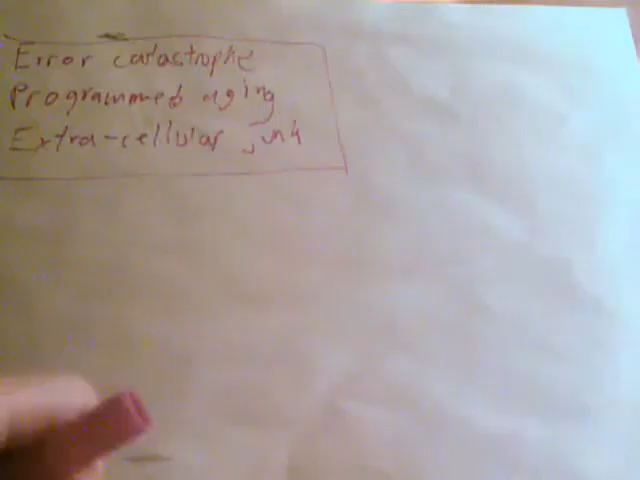 Error catastrophe
Programmed aging
Extra-cellular junk